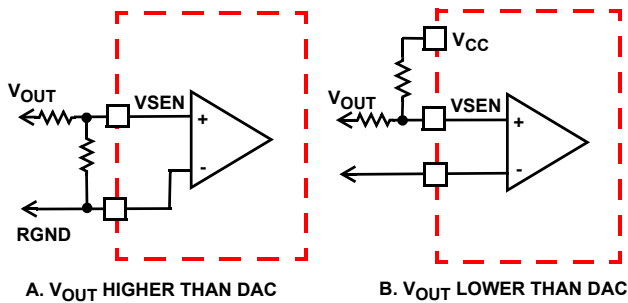 VOUT
VSEN
+
-
RGND
A. VOUT HIGHER THAN DAC
VCC
VOUT
VSEN
+
-
B. VOUT LOWER THAN DAC